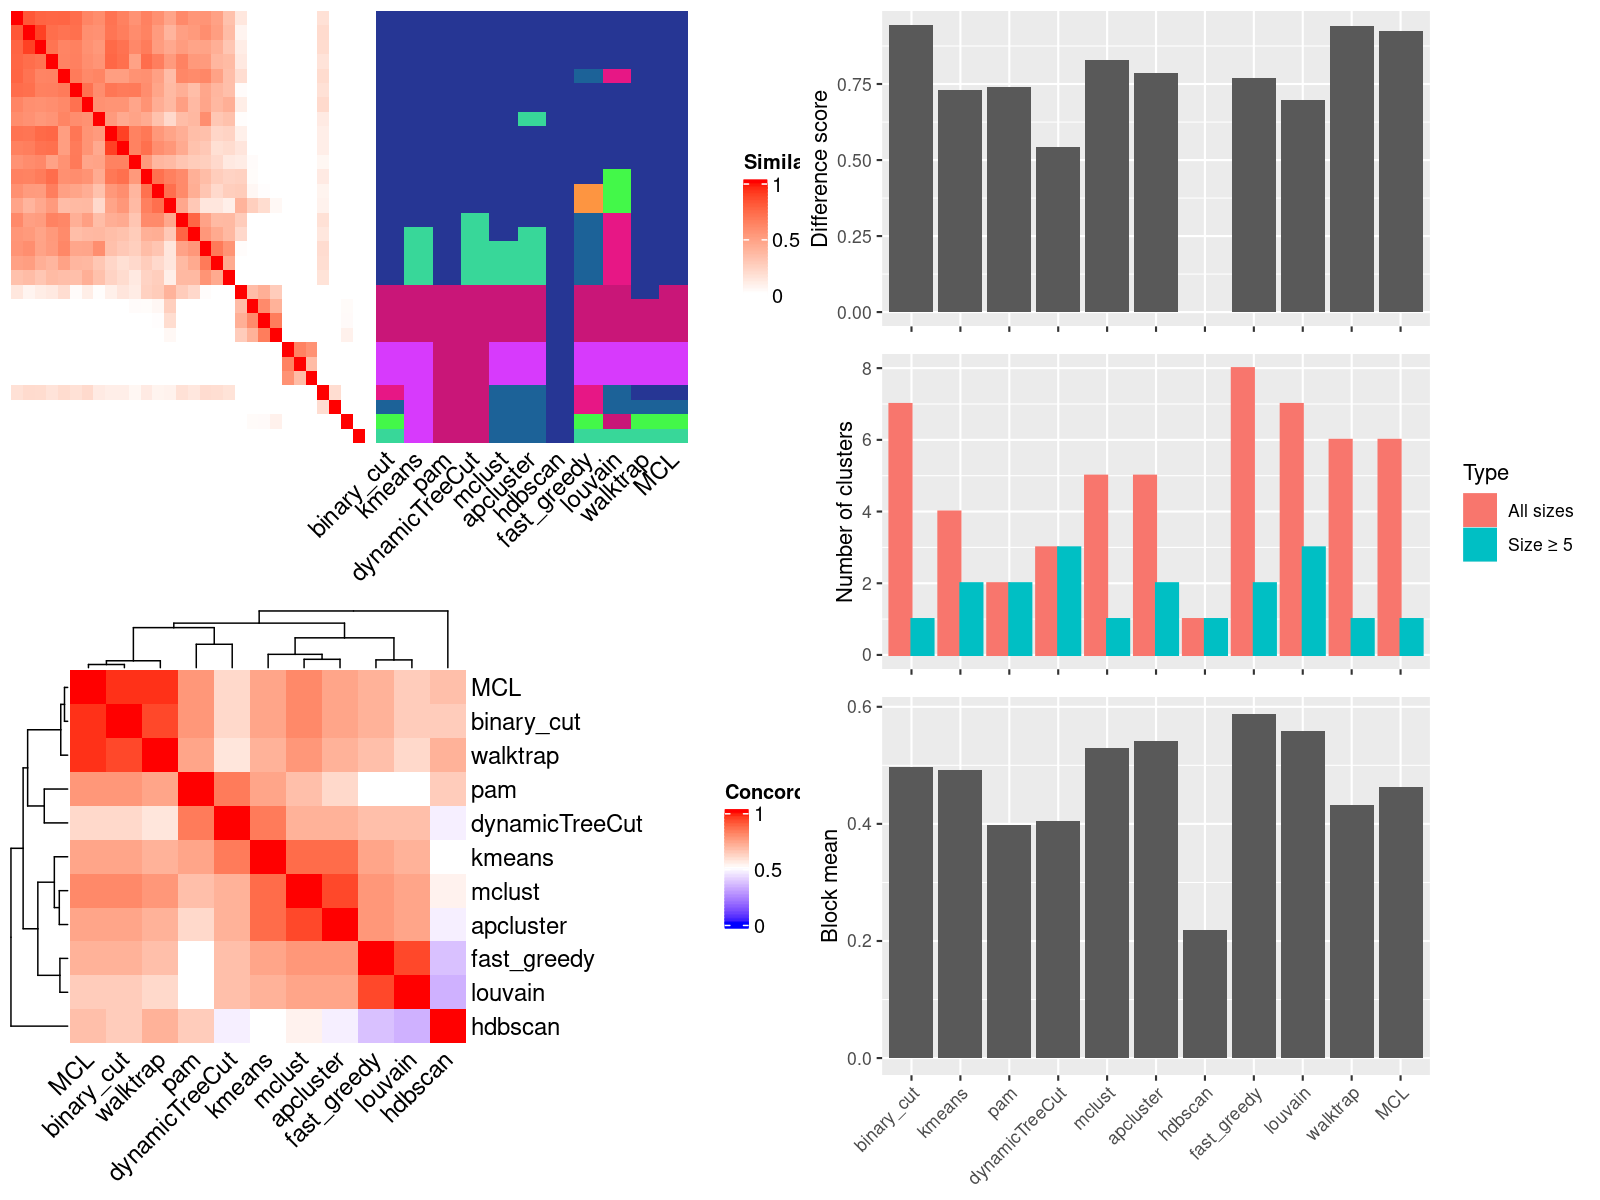 Simila
1
0.5
0
binary_cut
kmeans
pam
dynamicTreeCut
mclust
apcluster
hdbscan
fast_greedy
louvain
walktrap
MCL
Difference score
0.75
0.50
0.25
0.00
Number of clusters
8
6
4
2
0
Type
All sizes
Size ≥ 5
MCL
binary_cut
walktrap
pam
dynamicTreeCut
kmeans
mclust
apcluster
fast_greedy
louvain
hdbscan
MCL
binary_cut
walktrap
pam
dynamicTreeCut
kmeans
mclust
apcluster
fast_greedy
louvain
hdbscan
Concord
1
0.5
0
Block mean
0.6
0.4
0.2
0.0
binary_cut
kmeans
pam
dynamicTreeCut
mclust
apcluster
hdbscan
fast_greedy
louvain
walktrap
MCL